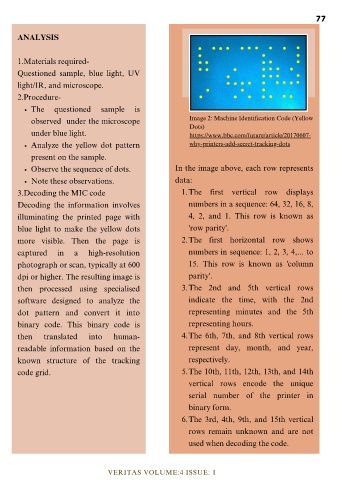 77
ANALYSIS
1.Materials required-
Questioned sample, blue light, UV
light/IR, and microscope.
2.Procedure-
• The questioned sample is
observed under the microscope
under blue light.
• Analyze the yellow dot pattern
present on the sample.
• Observe the sequence of dots.
• Note these observations.
3.Decoding the MIC code
Decoding the information involves
illuminating the printed page with
blue light to make the yellow dots
more visible. Then the page is
captured in a high-resolution
photograph or scan, typically at 600
dpi or higher. The resulting image is
then processed using specialised
software designed to analyze the
dot pattern and convert it into
binary code. This binary code is
then translated into human-
readable information based on the
known structure of the tracking
code grid.
Image 2: Machine Identification Code (Yellow
Dots)
https://www.bbc.com/future/article/20170607-
why-printers-add-secret-tracking-dots
In the image above, each row represents
data:
1. The first vertical row displays
numbers in a sequence: 64, 32, 16, 8,
4, 2, and 1. This row is known as
'row parity'.
2. The first horizontal row shows
numbers in sequence: 1, 2, 3, 4,... to
15. This row is known as 'column
parity'.
3. The 2nd and 5th vertical rows
indicate the time, with the 2nd
representing minutes and the 5th
representing hours.
4. The 6th, 7th, and 8th vertical rows
represent day, month, and year,
respectively.
5. The 10th, 11th, 12th, 13th, and 14th
vertical rows encode the unique
serial number of the printer in
binary form.
6. The 3rd, 4th, 9th, and 15th vertical
rows remain unknown and are not
used when decoding the code.
VERITAS VOLUME:4 ISSUE: 1